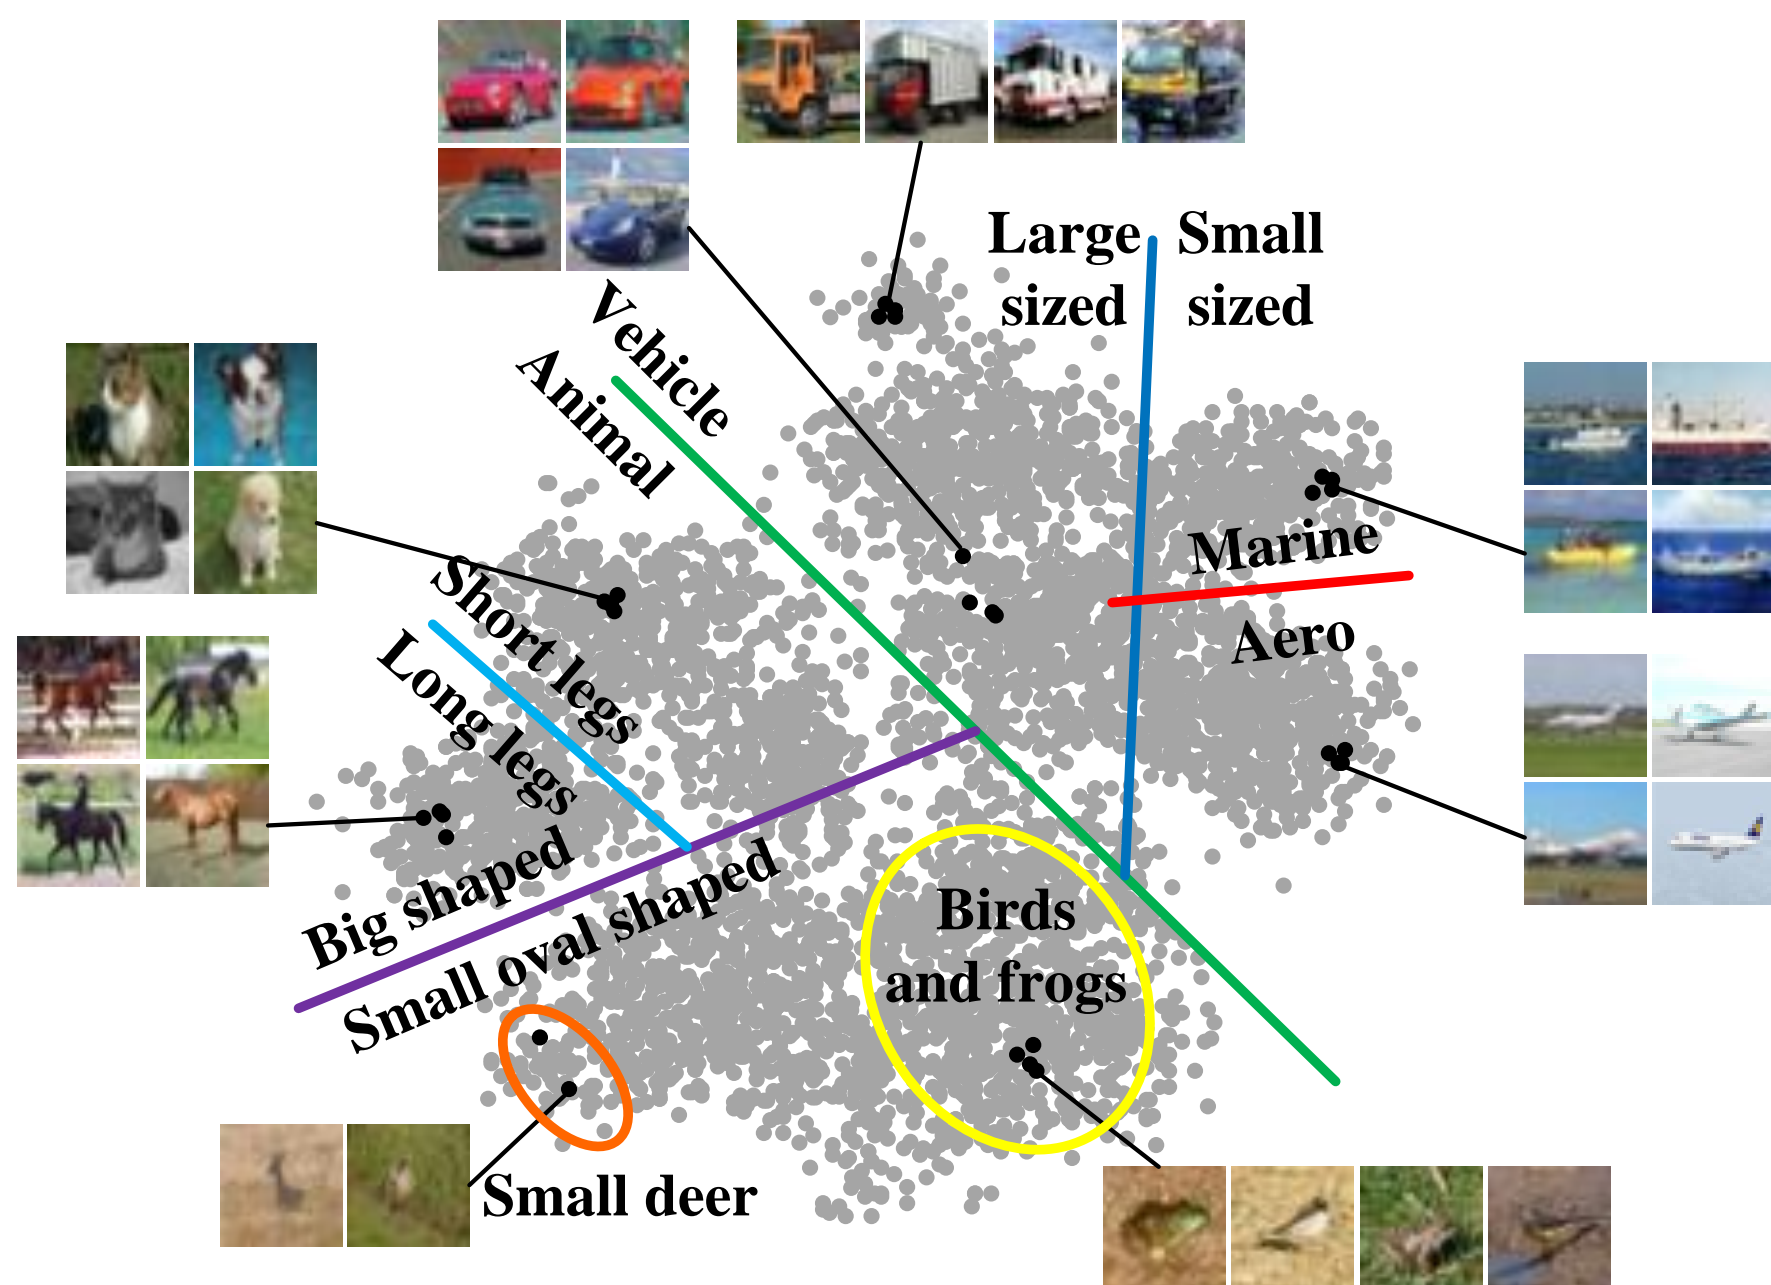 Large
sized
Small
sized
Vehicle
Animal
Marine
Aero
Short legs
Long legs
Big shaped
Small oval shaped
Birds
and frogs
Small deer